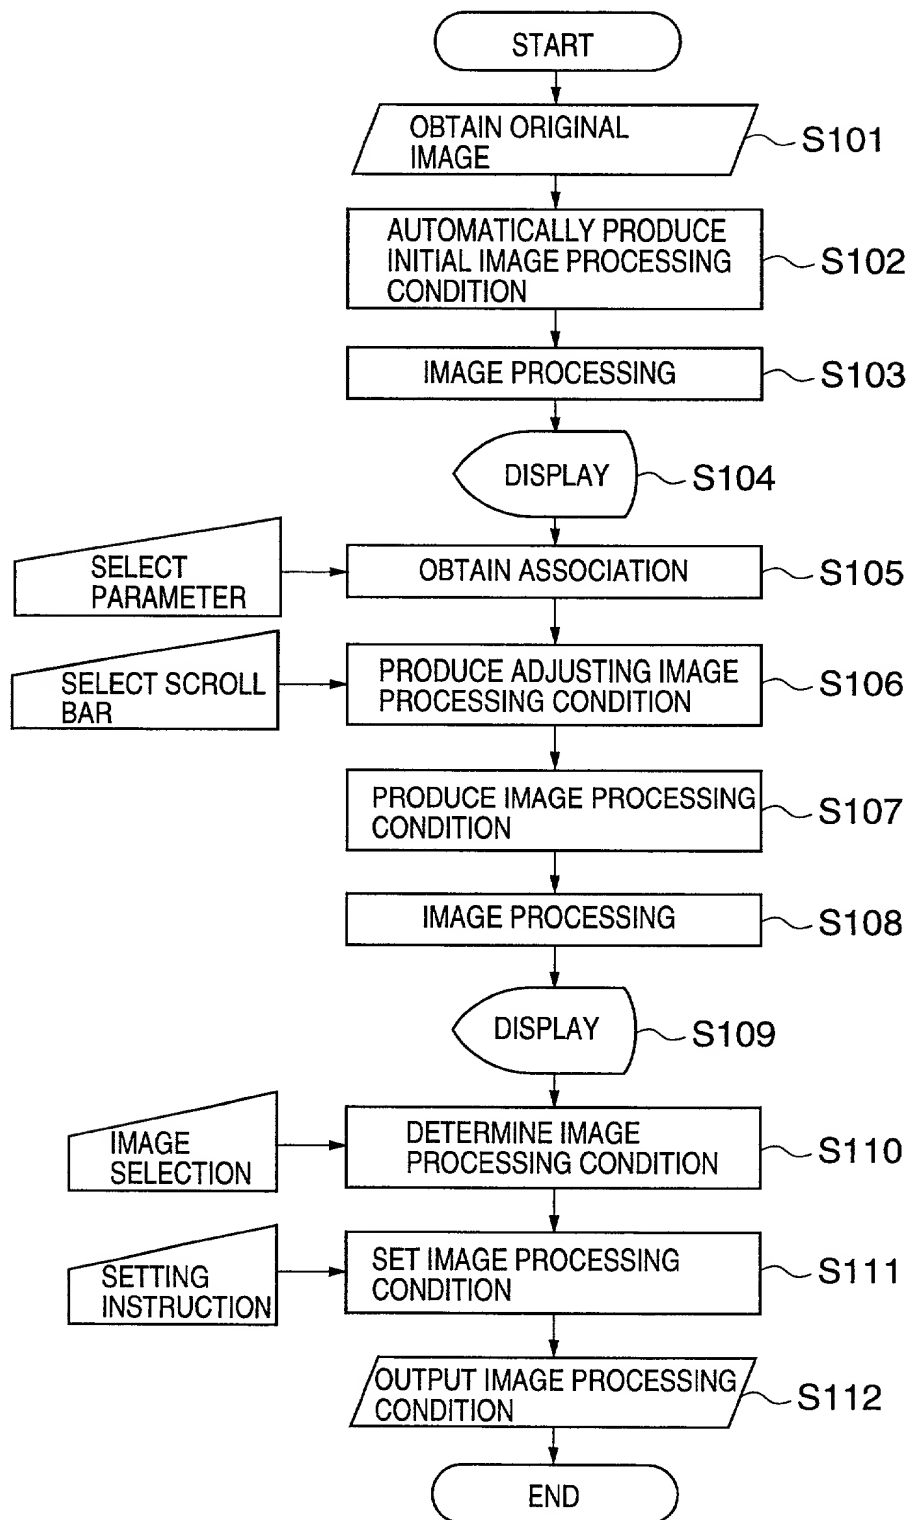 START
OBTAIN ORIGINAL
IMAGE
S101
AUTOMATICALLY PRODUCE
INITIAL IMAGE PROCESSING
CONDITION
S102
IMAGE PROCESSING
S103
DISPLAY
S104
SELECT
PARAMETER
OBTAIN ASSOCIATION
S105
SELECT SCROLL
BAR
PRODUCE ADJUSTING IMAGE
PROCESSING CONDITION
S106
PRODUCE IMAGE PROCESSING
CONDITION
S107
IMAGE PROCESSING
S108
DISPLAY
S109
IMAGE
SELECTION
DETERMINE IMAGE
PROCESSING CONDITION
S110
SETTING
INSTRUCTION
SET IMAGE PROCESSING
CONDITION
S111
OUTPUT IMAGE PROCESSING
CONDITION
S112
END